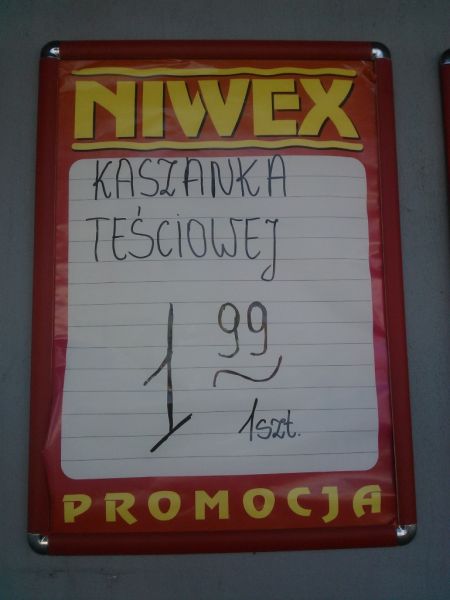 NIWEX
KASZANKA
TEŚCIOWEJ
1 99
1szt.
PROMOCJA